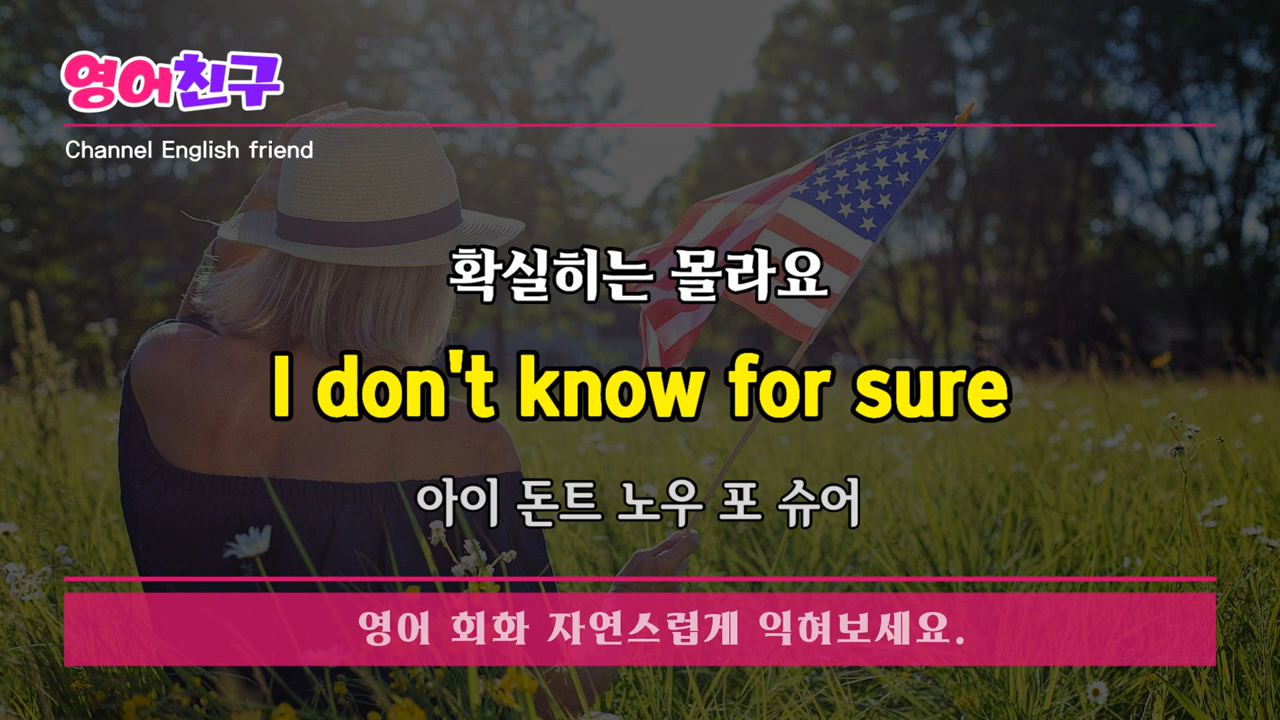 영어친구
Channel English friend
확실히는 몰라요
I don't know for sure
아이 돈트 노우 포 슈어
영어 회화 자연스럽게 익혀보세요.